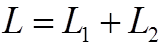 L = L₁ + L₂